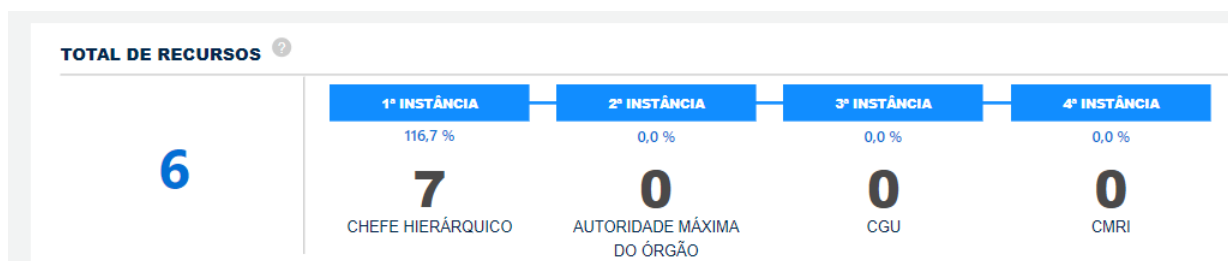 TOTAL DE RECURSOS ?
1ª INSTÂNCIA
2ª INSTÂNCIA
3ª INSTÂNCIA
4ª INSTÂNCIA
116,7 %
0,0 %
0,0 %
0,0 %
6
7
0
0
0
CHEFE HIERÁRQUICO
AUTORIDADE MÁXIMA
DO ÓRGÃO
CGU
CMRI